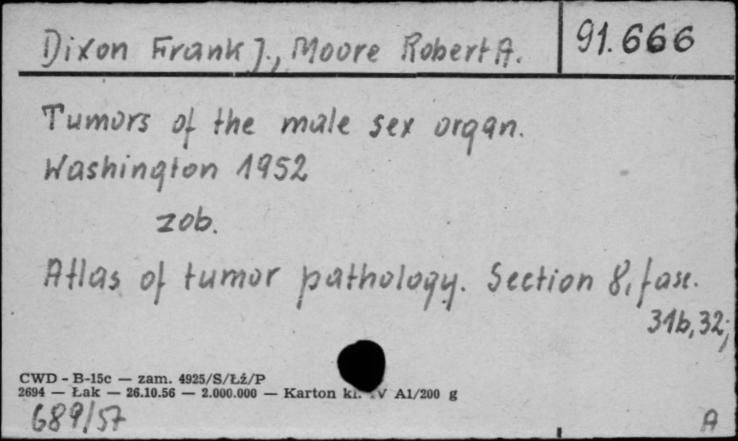 Dixon Frank J., Moore Robert A.
91.666
Tumors of the male sex organ.
Washington 1952
zob.
Atlas of tumor pathology. Section 8, fasc.
31b, 32;
CWD - B-15c — zam. 4925/S/Łź/P
2694 — Łak — 26.10.56 — 2.000.000 — Karton kl. V A1/200 g
689/57
A